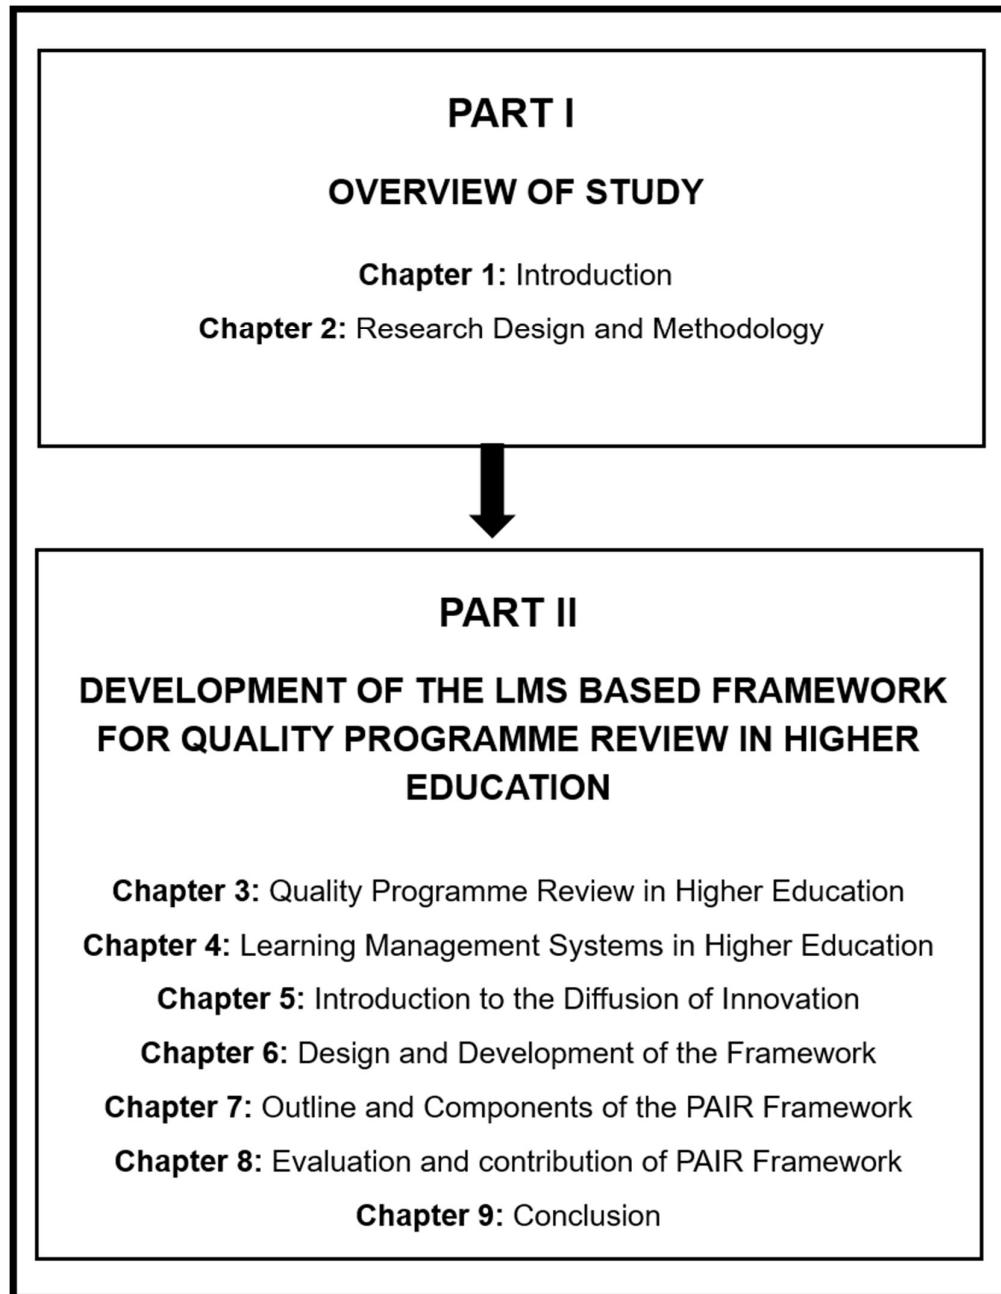 PART I
OVERVIEW OF STUDY
Chapter 1: Introduction
Chapter 2: Research Design and Methodology
PART II
DEVELOPMENT OF THE LMS BASED FRAMEWORK
FOR QUALITY PROGRAMME REVIEW IN HIGHER
EDUCATION
Chapter 3: Quality Programme Review in Higher Education
Chapter 4: Learning Management Systems in Higher Education
Chapter 5: Introduction to the Diffusion of Innovation
Chapter 6: Design and Development of the Framework
Chapter 7: Outline and Components of the PAIR Framework
Chapter 8: Evaluation and contribution of PAIR Framework
Chapter 9: Conclusion